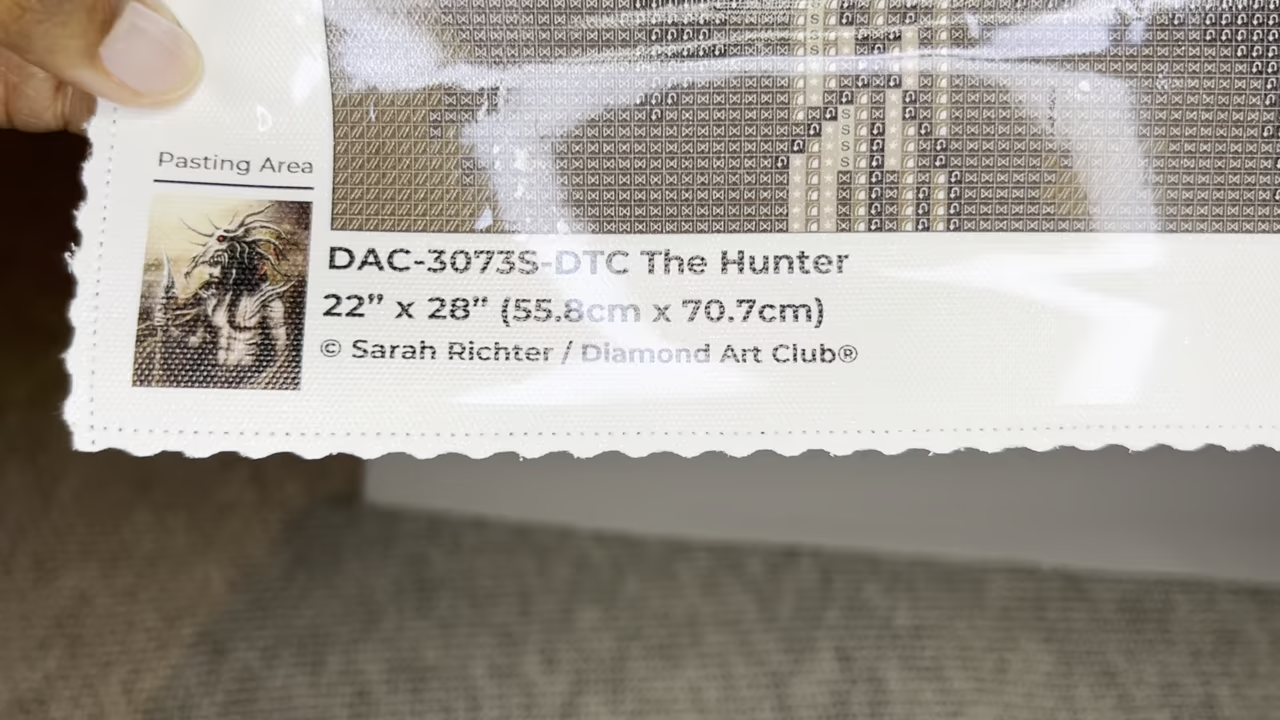 Pasting Area
DAC-3073S-DTC The Hunter
22” x 28” (55.8cm x 70.7cm)
© Sarah Richter / Diamond Art Club®